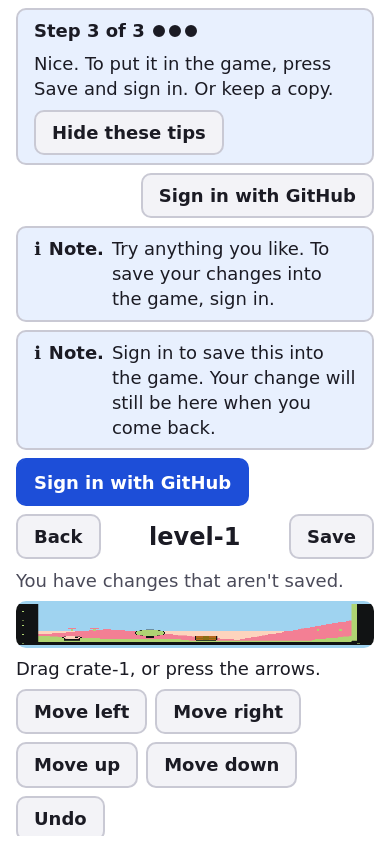 Step 3 of 3
Nice. To put it in the game, press
Save and sign in. Or keep a copy.
Hide these tips
Sign in with GitHub
ℹ Note. Try anything you like. To
save your changes into
the game, sign in.
ℹ Note. Sign in to save this into
the game. Your change will
still be here when you
come back.
Sign in with GitHub
Back level-1 Save
You have changes that aren't saved.
Drag crate-1, or press the arrows.
Move left Move right
Move up Move down
Undo